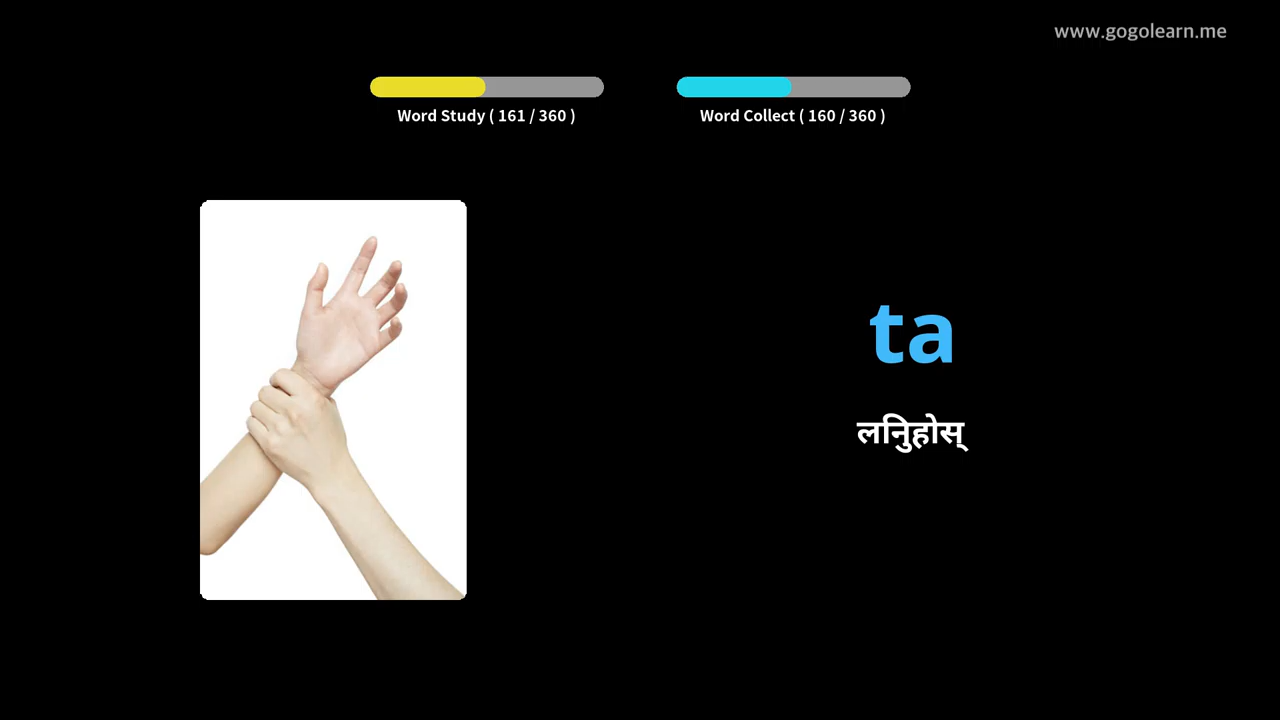 www.gogolearn.me
Word Study ( 161 / 360 )
Word Collect ( 160 / 360 )
ta
लनिुहोस्